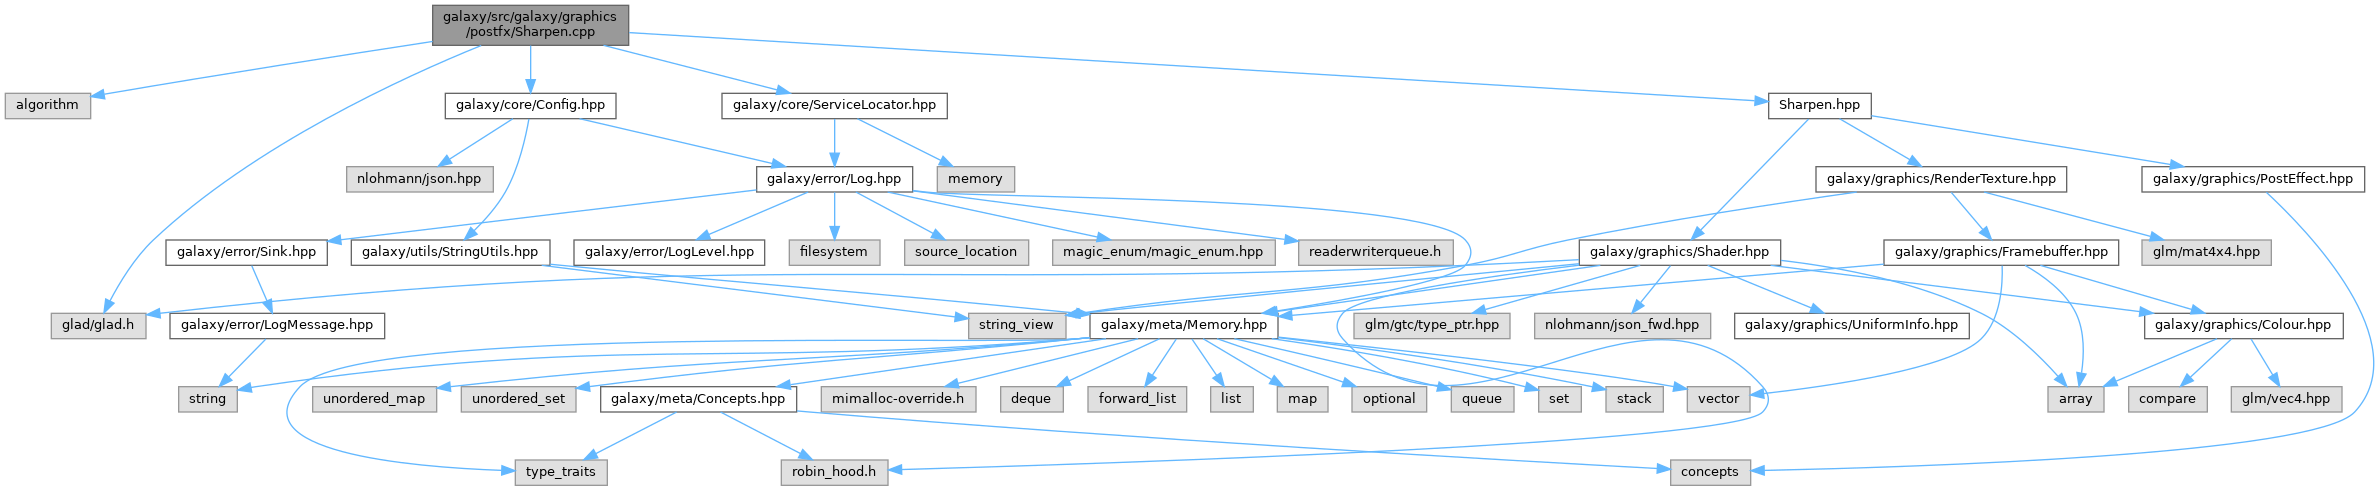 galaxy/src/galaxy/graphics
/postfx/Sharpen.cpp
algorithm
galaxy/core/Config.hpp
galaxy/core/ServiceLocator.hpp
Sharpen.hpp
nlohmann/json.hpp
galaxy/error/Log.hpp
memory
galaxy/graphics/RenderTexture.hpp
galaxy/graphics/PostEffect.hpp
galaxy/error/Sink.hpp
galaxy/utils/StringUtils.hpp
galaxy/error/LogLevel.hpp
filesystem
source_location
magic_enum/magic_enum.hpp
readerwriterqueue.h
galaxy/graphics/Shader.hpp
galaxy/graphics/Framebuffer.hpp
glm/mat4x4.hpp
glad/glad.h
galaxy/error/LogMessage.hpp
string_view
galaxy/meta/Memory.hpp
glm/gtc/type_ptr.hpp
nlohmann/json_fwd.hpp
galaxy/graphics/UniformInfo.hpp
galaxy/graphics/Colour.hpp
string
unordered_map
unordered_set
galaxy/meta/Concepts.hpp
mimalloc-override.h
deque
forward_list
list
map
optional
queue
set
stack
vector
array
compare
glm/vec4.hpp
type_traits
robin_hood.h
concepts